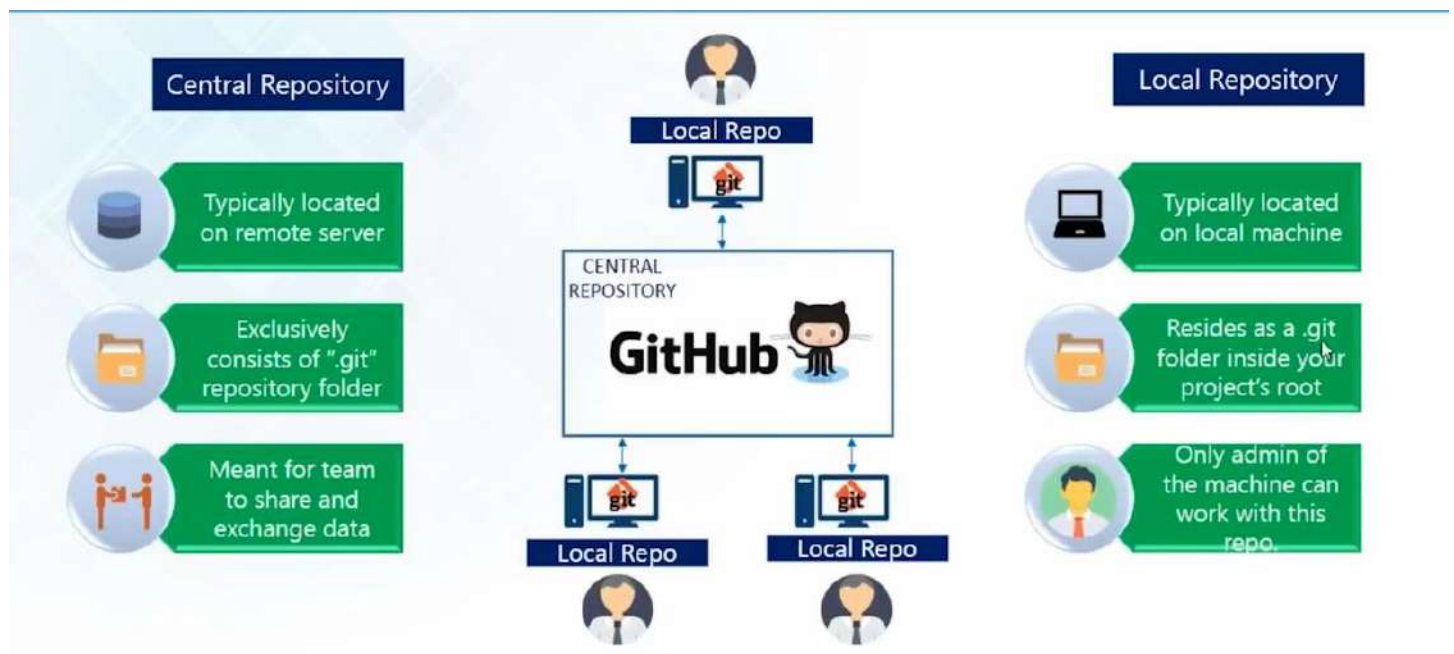 Central Repository
Typically located
on remote server
Exclusively
consists of ".git"
repository folder
Meant for team
to share and
exchange data
Local Repo
git
CENTRAL
REPOSITORY
GitHub
git
Local Repo
git
Local Repo
Local Repository
Typically located
on local machine
Resides as a .git
folder inside your
project's root
Only admin of
the machine can
work with this
repo.